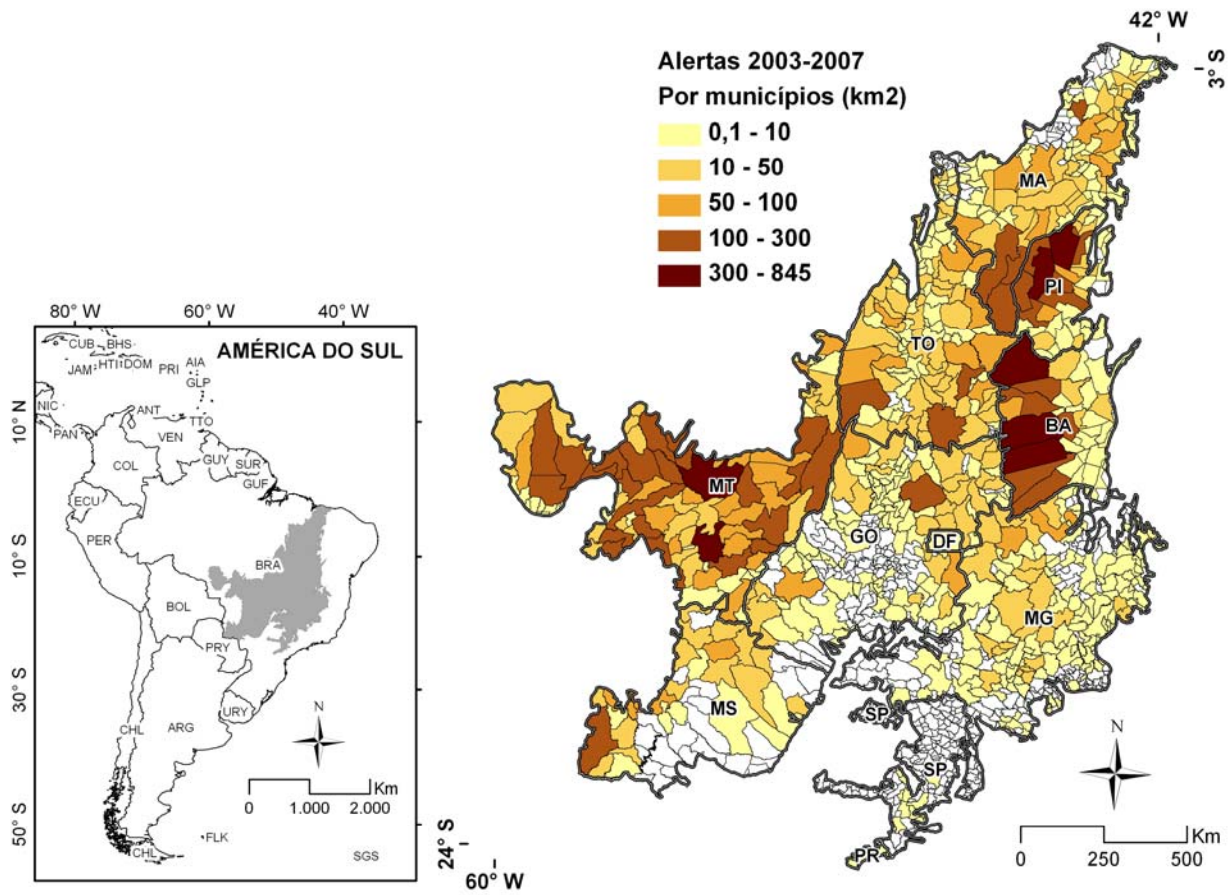 42° W
3° S
Alertas 2003-2007
Por municípios (km2)
0,1 - 10
10 - 50
50 - 100
100 - 300
300 - 845
MA
PI
TO
BA
MT
GO
DF
MG
MS
SP
SP
PR
N
Km
0 250 500
24° S
60° W
80° W 60° W 40° W
AMÉRICA DO SUL
CUB BHS
JAM HTI DOM PRI AIA
GLP
NIC ANT TTO
PAN VEN
COL GUY SUR
GUF
ECU
PER BRA
BOL
PRY
CHL ARG URY
N
0 1.000 2.000 Km
FLK
CHL SGS
10° N
10° S
30° S
50° S